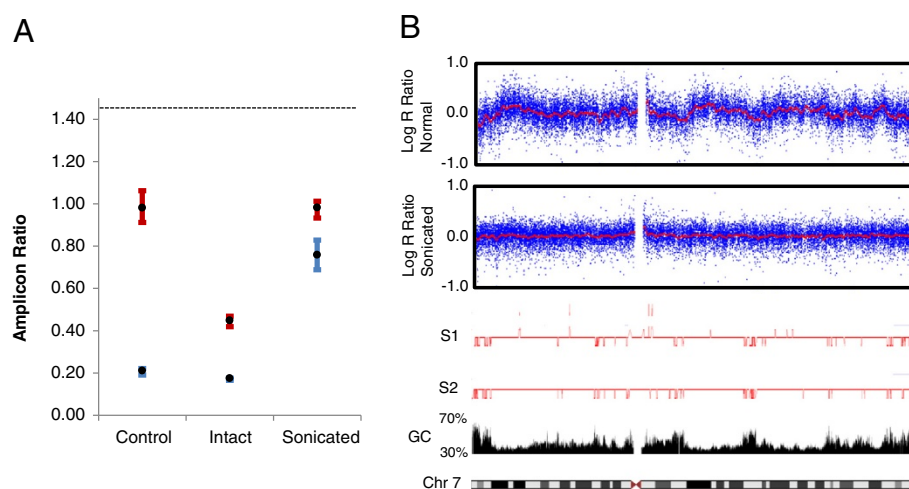 A
Amplicon Ratio
1.40
1.20
1.00
0.80
0.60
0.40
0.20
0.00
Control Intact Sonicated
B
Log R Ratio
Normal
1.0
0.0
-1.0
Log R Ratio
Sonicated
1.0
0.0
-1.0
S1
S2
GC
70%
30%
Chr 7